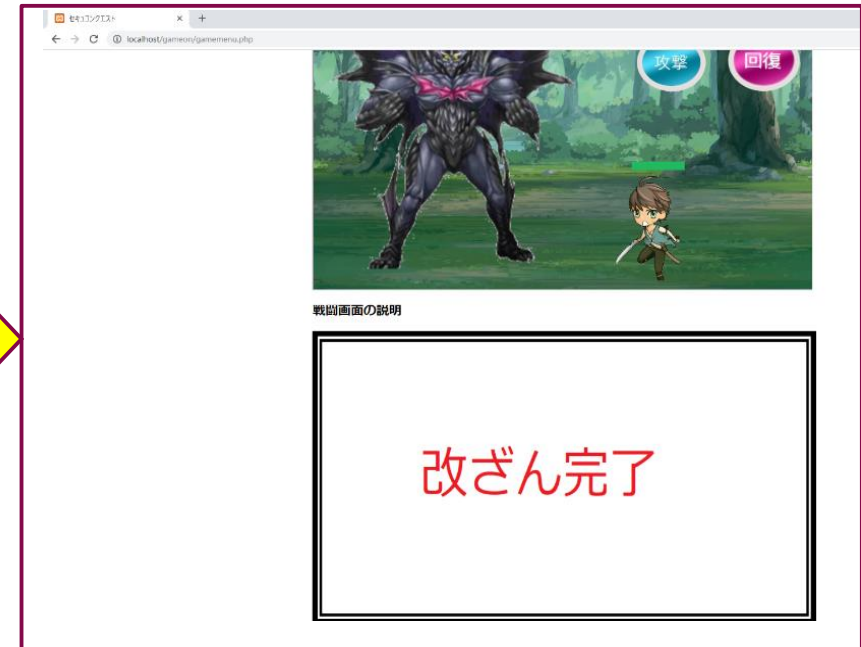 セキュコンクエスト
localhost/gameon/gamemenu.php
攻撃
回復
戦闘画面の説明
改ざん完了